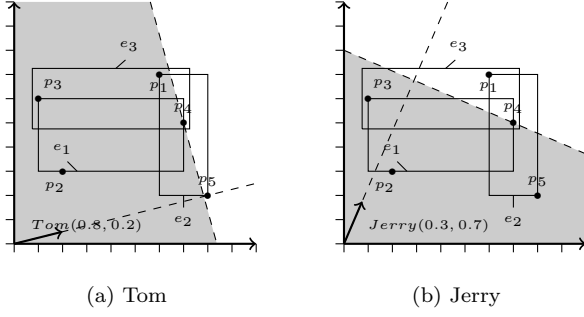 e3
p1
p3
p4
e1
p2
p5
e2
Tom(0.8, 0.2)
(a) Tom
e3
p1
p3
p4
e1
p2
p5
e2
Jerry(0.3, 0.7)
(b) Jerry